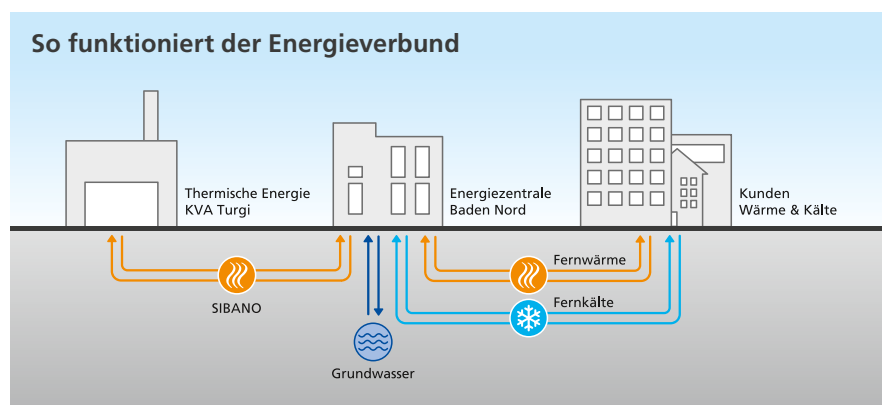 So funktioniert der Energieverbund
Thermische Energie
KVA Turgi
Energiezentrale
Baden Nord
Kunden
Wärme & Kälte
Fernwärme
SIBANO
Fernkälte
Grundwasser